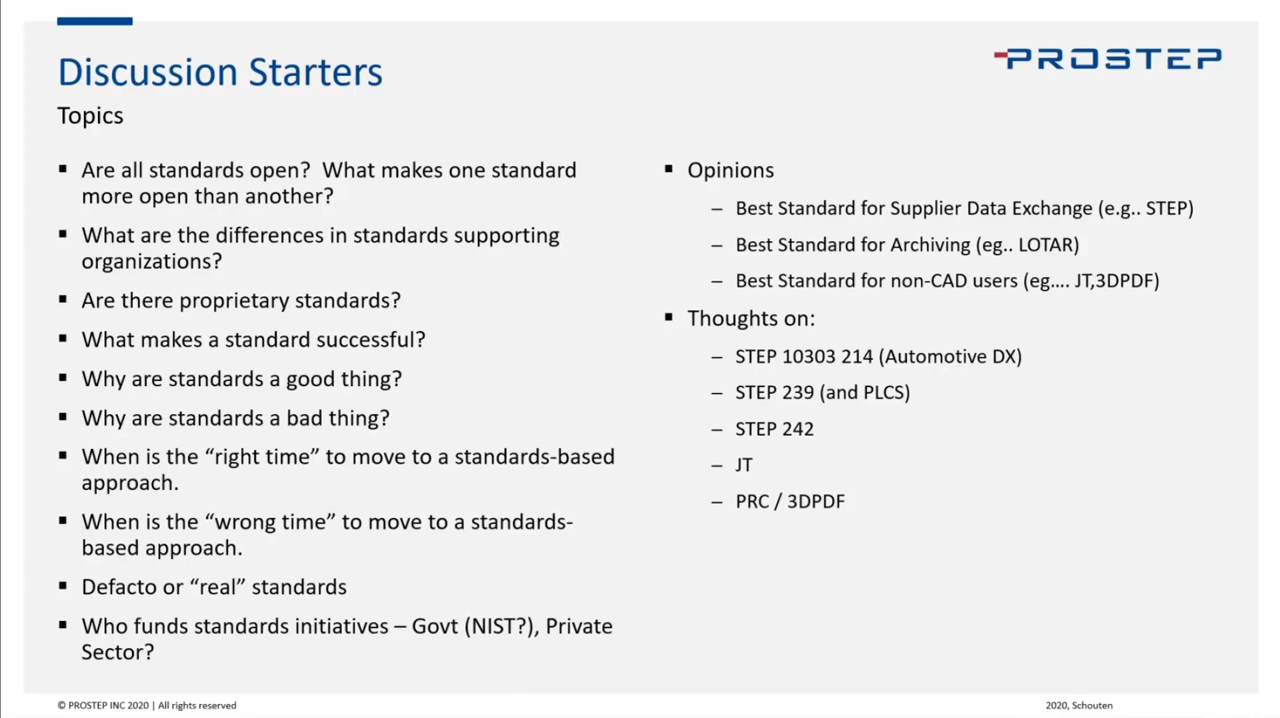 Discussion Starters
PROSTEP
Topics
▪ Are all standards open?  What makes one standard
more open than another?
▪ What are the differences in standards supporting
organizations?
▪ Are there proprietary standards?
▪ What makes a standard successful?
▪ Why are standards a good thing?
▪ Why are standards a bad thing?
▪ When is the “right time” to move to a standards-based
approach.
▪ When is the “wrong time” to move to a standards-
based approach.
▪ Defacto or “real” standards
▪ Who funds standards initiatives – Govt (NIST?), Private
Sector?
▪ Opinions
– Best Standard for Supplier Data Exchange (e.g.. STEP)
– Best Standard for Archiving (eg.. LOTAR)
– Best Standard for non-CAD users (eg.... JT,3DPDF)
▪ Thoughts on:
– STEP 10303 214 (Automotive DX)
– STEP 239 (and PLCS)
– STEP 242
– JT
– PRC / 3DPDF
© PROSTEP INC 2020 | All rights reserved
2020, Schouten